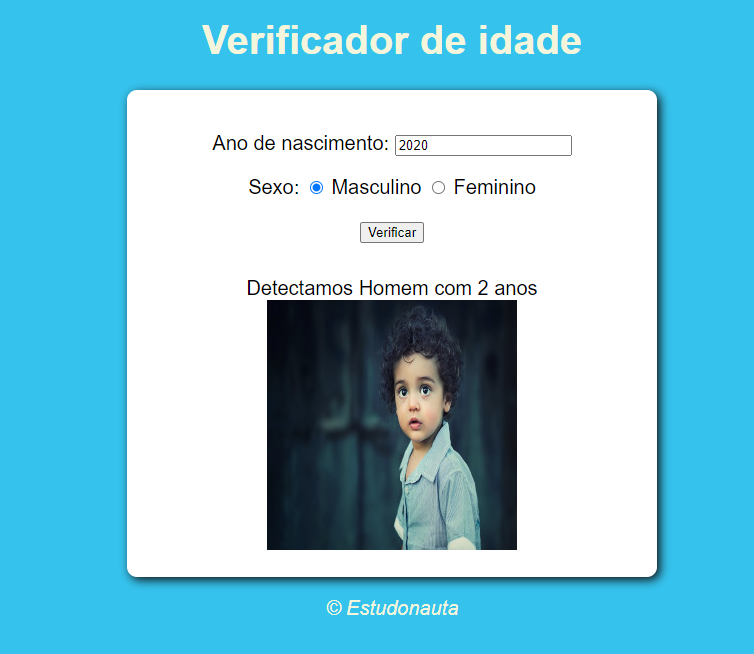 Verificador de idade
Ano de nascimento: 2020
Sexo: Masculino Feminino
Verificar
Detectamos Homem com 2 anos
© Estudonauta